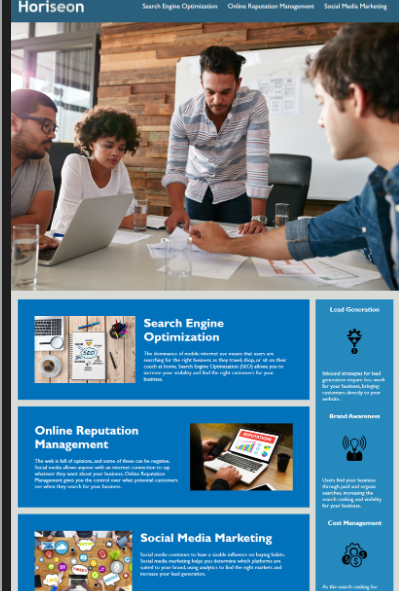 Horiseon
Search Engine Optimization
Online Reputation Management
Social Media Marketing
SEO
Search Engine
Optimization
The dominance of mobile internet use means that users are
searching for the right business as they travel, shop, or sit on their
couch at home. Search Engine Optimization (SEO) allows you to
increase your visibility and find the right customers for your
business.
Online Reputation
Management
The web is full of opinions, and some of these can be negative.
Social media allows anyone with an internet connection to say
whatever they want about your business. Online Reputation
Management gives you the control over what potential customers
see when they search for your business.
REPUTATION
Social Media Marketing
Social media continues to have a sizable influence on buying habits.
Social media marketing helps you determine which platforms are
suited to your brand, using analytics to find the right markets and
increase your lead generation.
Lead Generation
Inbound strategies for lead
generation require less work
for your business, bringing
customers directly to your
website.
Brand Awareness
Users find your business
through paid and organic
searches, increasing the
search ranking and visibility
for your business.
Cost Management
As the search ranking for